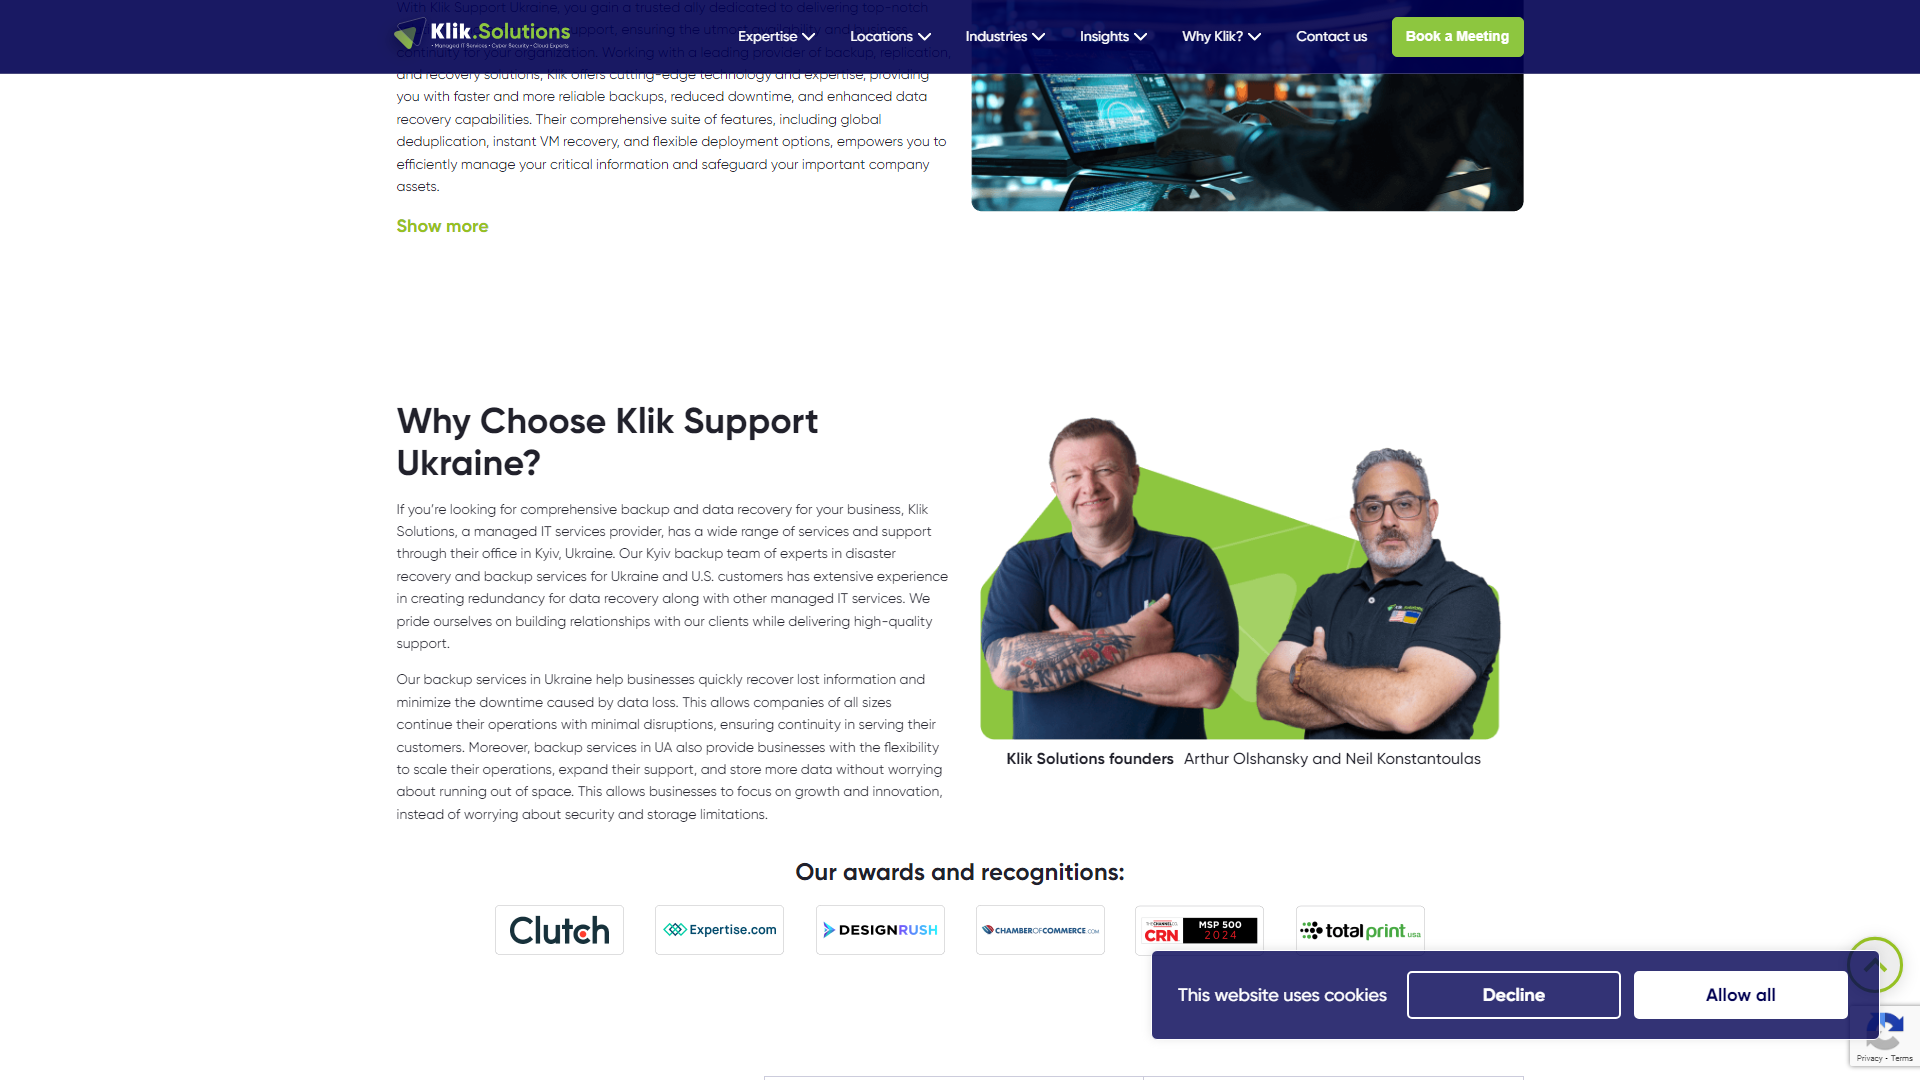 With Klik Support Ukraine, you gain a trusted ally dedicated to delivering top-notch
continuity for your organization. Working with a leading provider of backup, replication,
and recovery solutions, Klik offers cutting-edge technology and expertise, providing
Klik.Solutions
• Managed IT Services • Cyber Security • Cloud Experts
Expertise
Locations
Industries
Insights
Why Klik?
Contact us
Book a Meeting
you with faster and more reliable backups, reduced downtime, and enhanced data
recovery capabilities. Their comprehensive suite of features, including global
deduplication, instant VM recovery, and flexible deployment options, empowers you to
efficiently manage your critical information and safeguard your important company
assets.
Show more
Why Choose Klik Support
Ukraine?
If you’re looking for comprehensive backup and data recovery for your business, Klik
Solutions, a managed IT services provider, has a wide range of services and support
through their office in Kyiv, Ukraine. Our Kyiv backup team of experts in disaster
recovery and backup services for Ukraine and U.S. customers has extensive experience
in creating redundancy for data recovery along with other managed IT services. We
pride ourselves on building relationships with our clients while delivering high-quality
support.
Our backup services in Ukraine help businesses quickly recover lost information and
minimize the downtime caused by data loss. This allows companies of all sizes
continue their operations with minimal disruptions, ensuring continuity in serving their
customers. Moreover, backup services in UA also provide businesses with the flexibility
to scale their operations, expand their support, and store more data without worrying
about running out of space. This allows businesses to focus on growth and innovation,
instead of worrying about security and storage limitations.
Klik Solutions founders Arthur Olshansky and Neil Konstantoulas
Our awards and recognitions:
Clutch
Expertise.com
DESIGNRUSH
CHAMBEROFCOMMERCE.COM
CRN
MSP 500
2024
totalprint usa
This website uses cookies
Decline
Allow all
Privacy - Terms